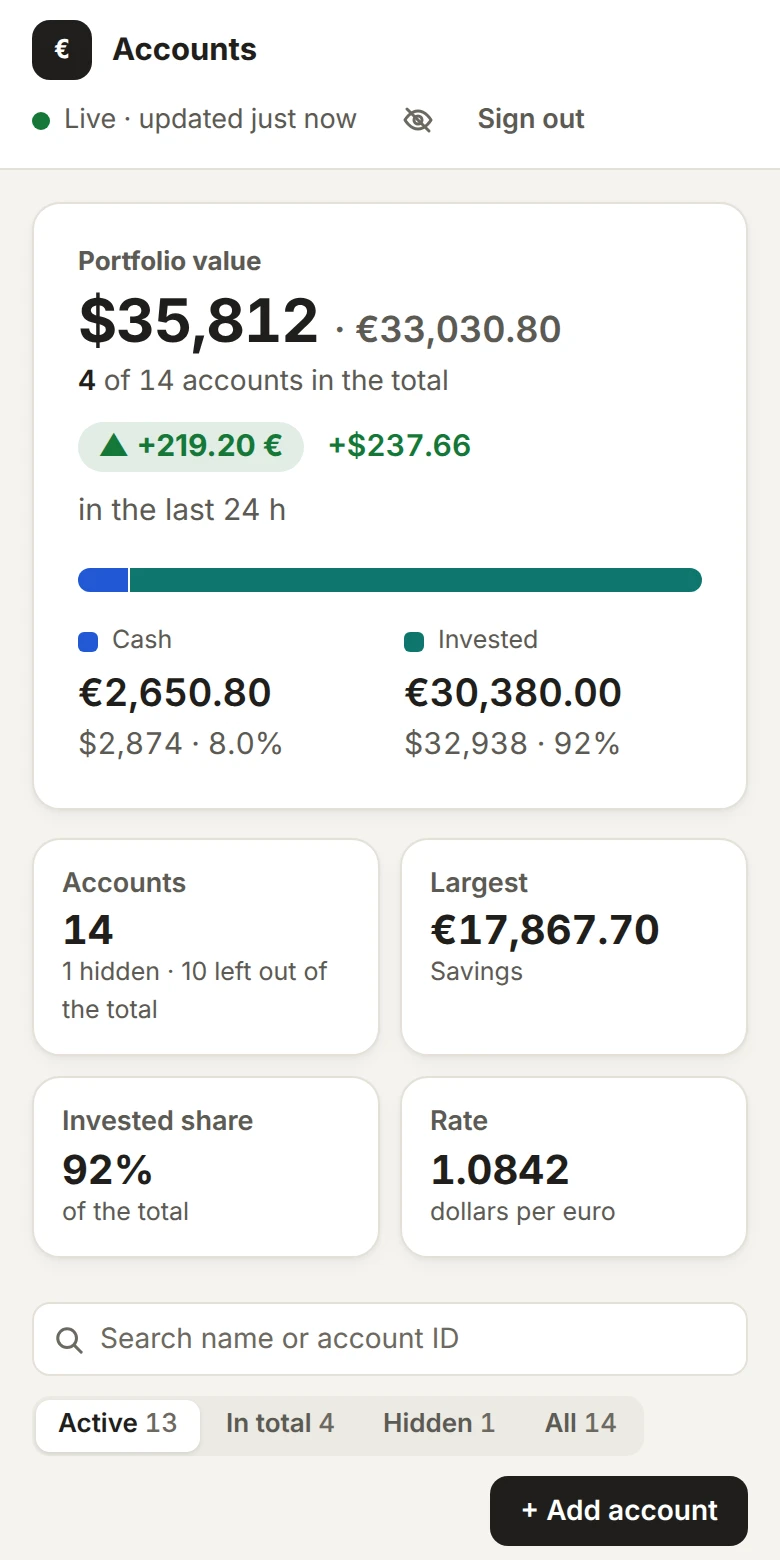 € Accounts
Live · updated just now Sign out
Portfolio value
$35,812 · €33,030.80
4 of 14 accounts in the total
▲ +219.20 € +$237.66
in the last 24 h
Cash Invested
€2,650.80 €30,380.00
$2,874 · 8.0% $32,938 · 92%
Accounts
14
1 hidden · 10 left out of
the total
Largest
€17,867.70
Savings
Invested share
92%
of the total
Rate
1.0842
dollars per euro
Search name or account ID
Active 13 In total 4 Hidden 1 All 14
+ Add account